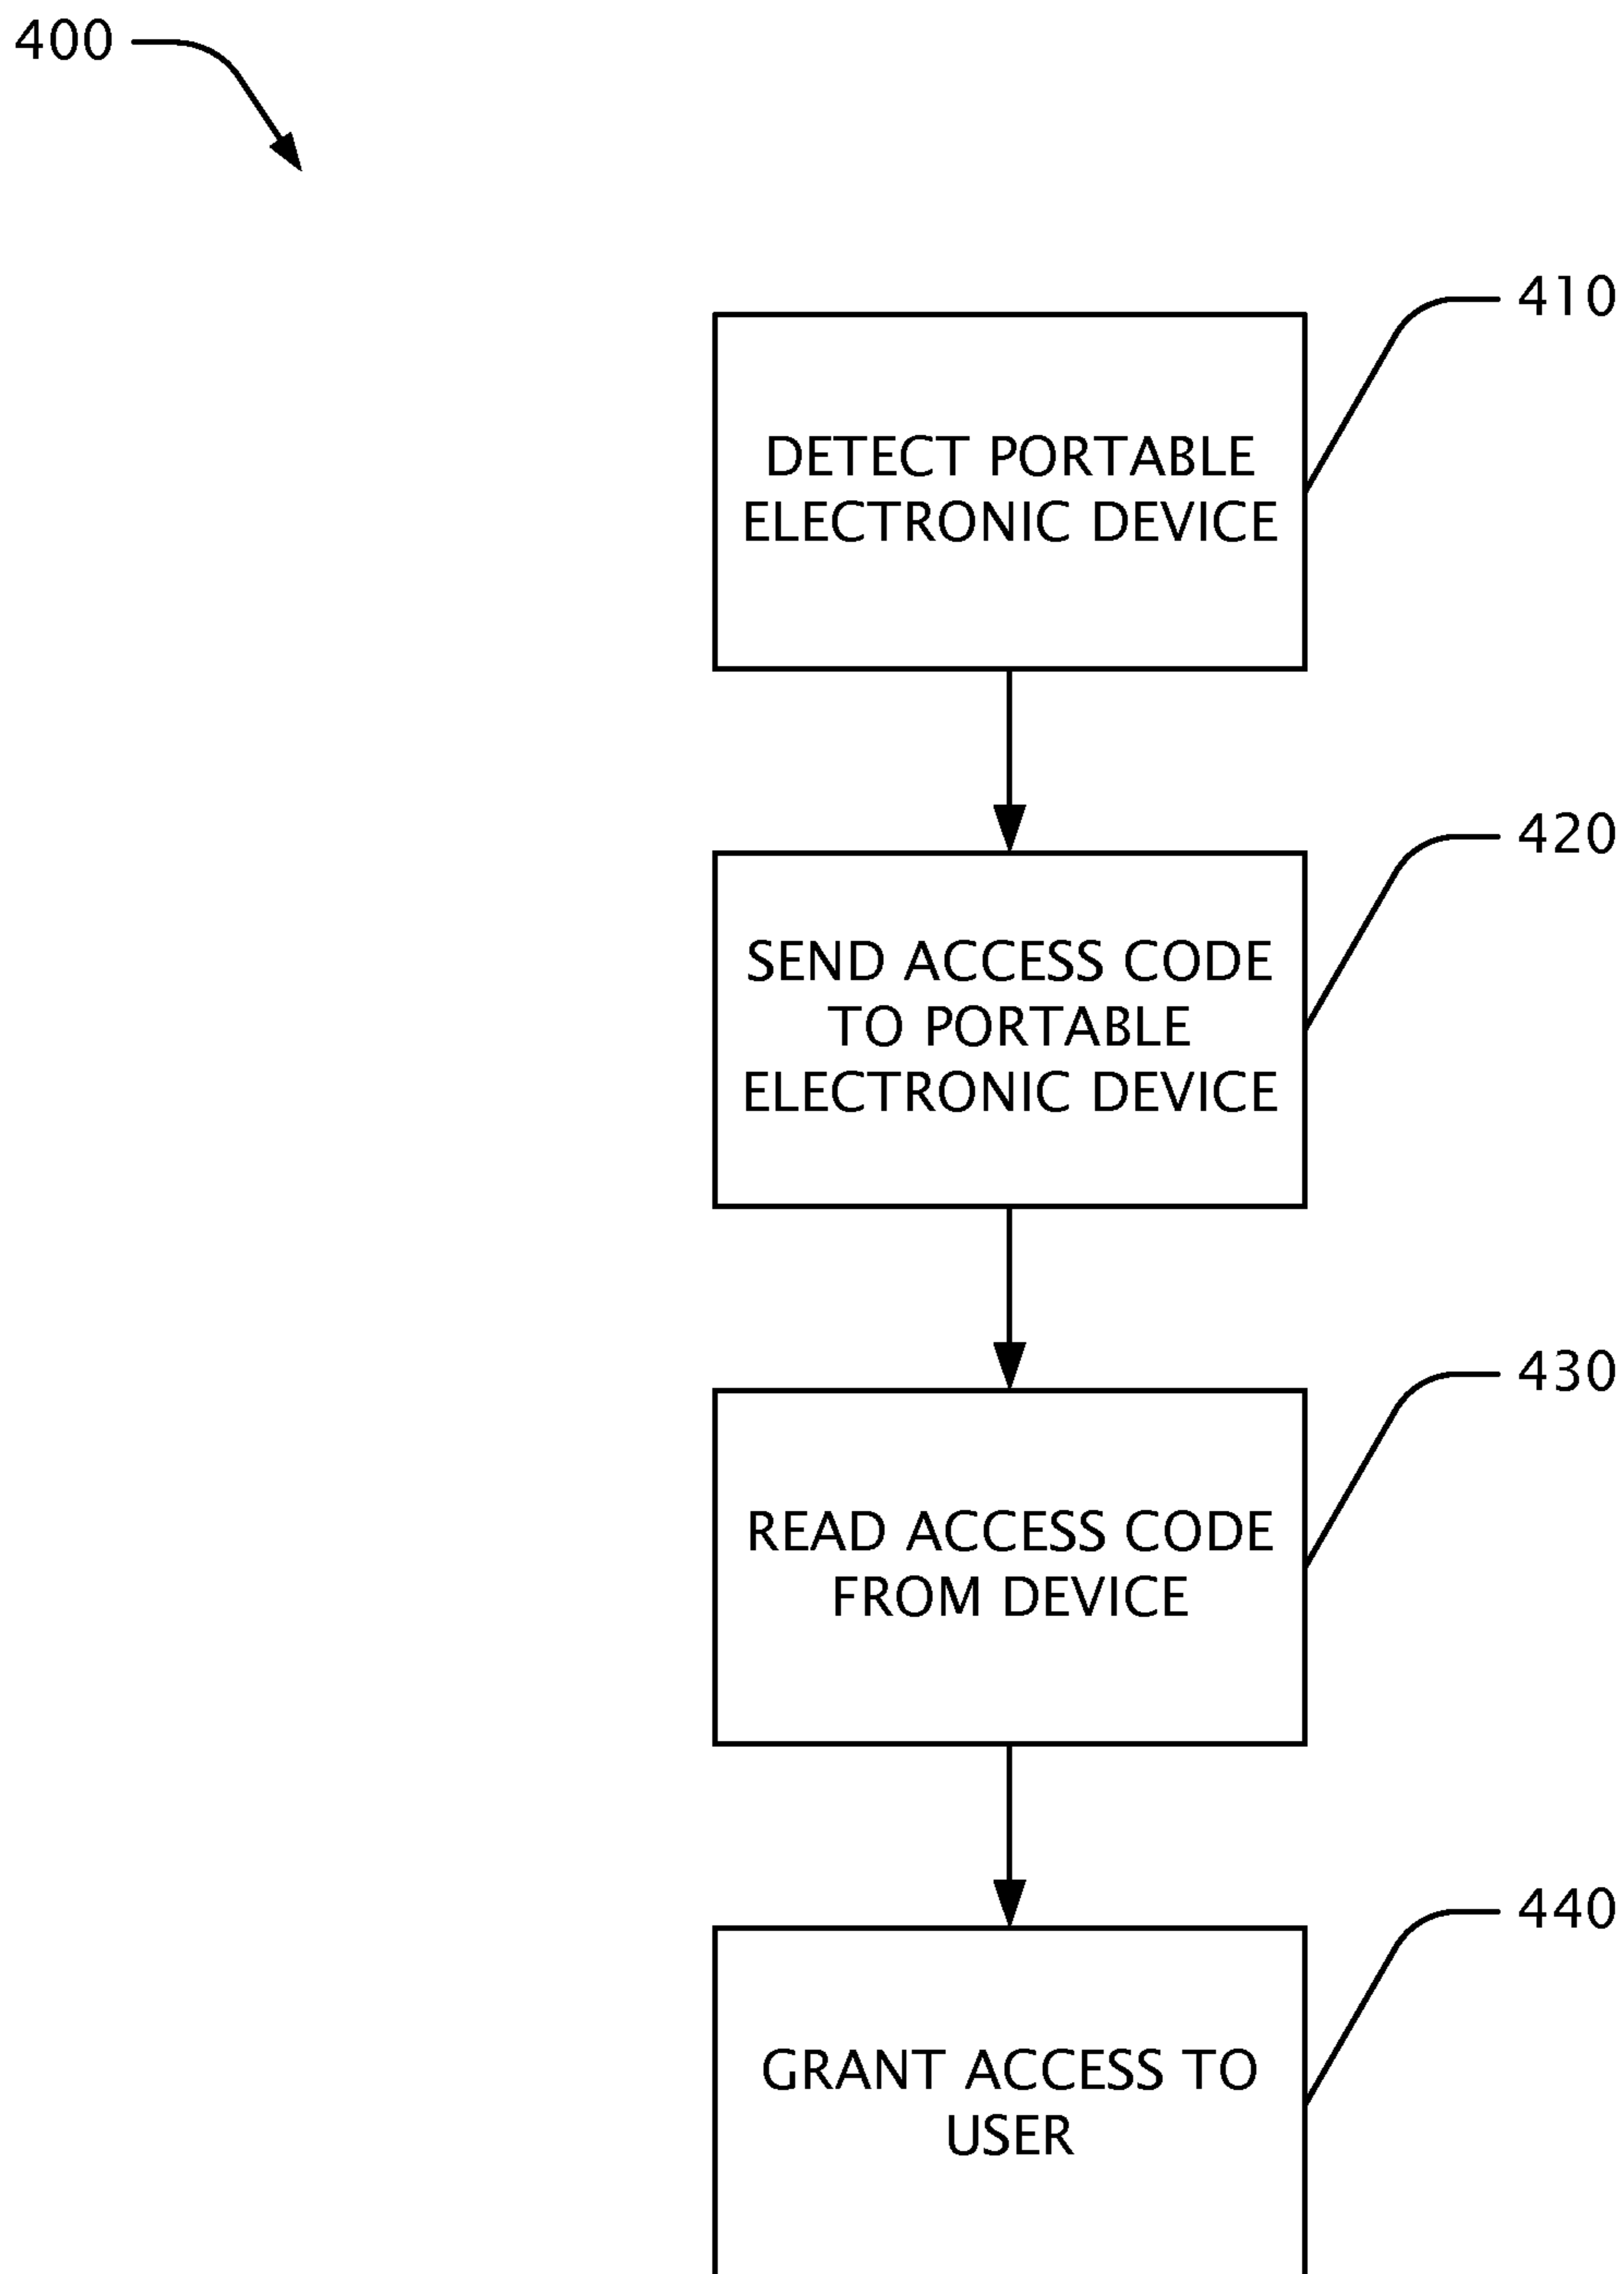 400
410
DETECT PORTABLE
ELECTRONIC DEVICE
420
SEND ACCESS CODE
TO PORTABLE
ELECTRONIC DEVICE
430
READ ACCESS CODE
FROM DEVICE
440
GRANT ACCESS TO
USER